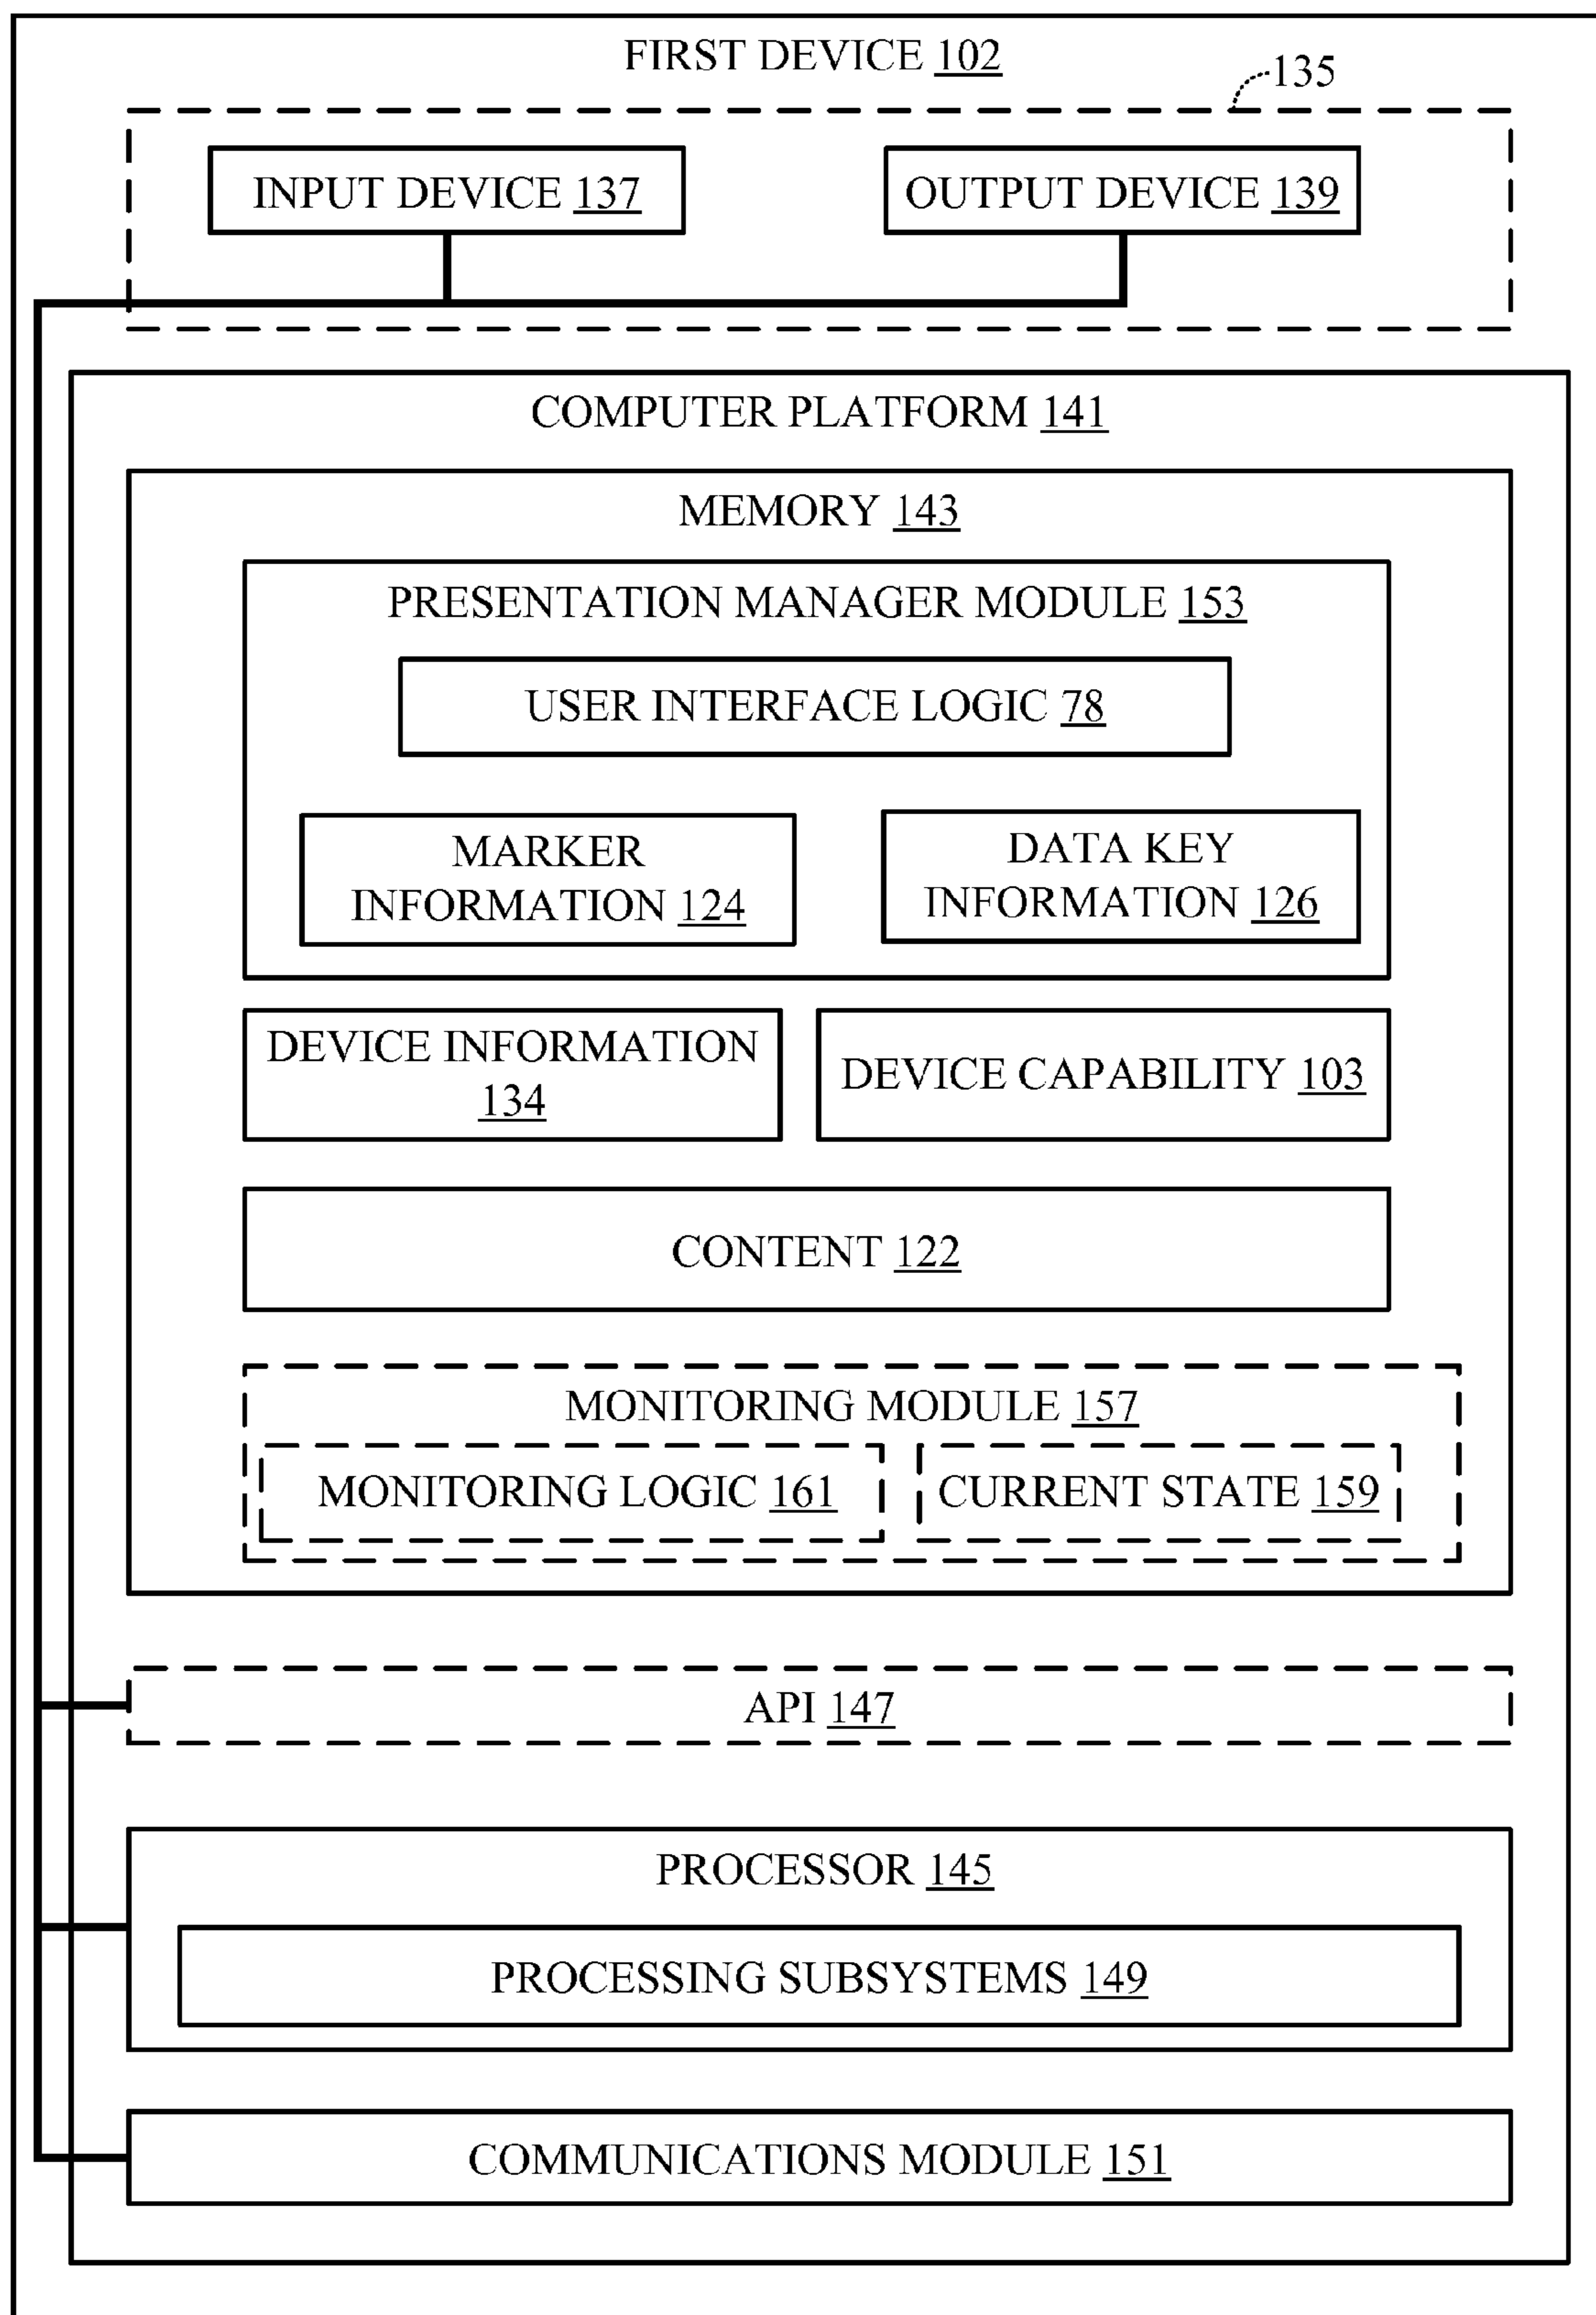 FIRST DEVICE 102
135
INPUT DEVICE 137
OUTPUT DEVICE 139
COMPUTER PLATFORM 141
MEMORY 143
PRESENTATION MANAGER MODULE 153
USER INTERFACE LOGIC 78
MARKER
INFORMATION 124
DATA KEY
INFORMATION 126
DEVICE INFORMATION
134
DEVICE CAPABILITY 103
CONTENT 122
MONITORING MODULE 157
MONITORING LOGIC 161
CURRENT STATE 159
API 147
PROCESSOR 145
PROCESSING SUBSYSTEMS 149
COMMUNICATIONS MODULE 151